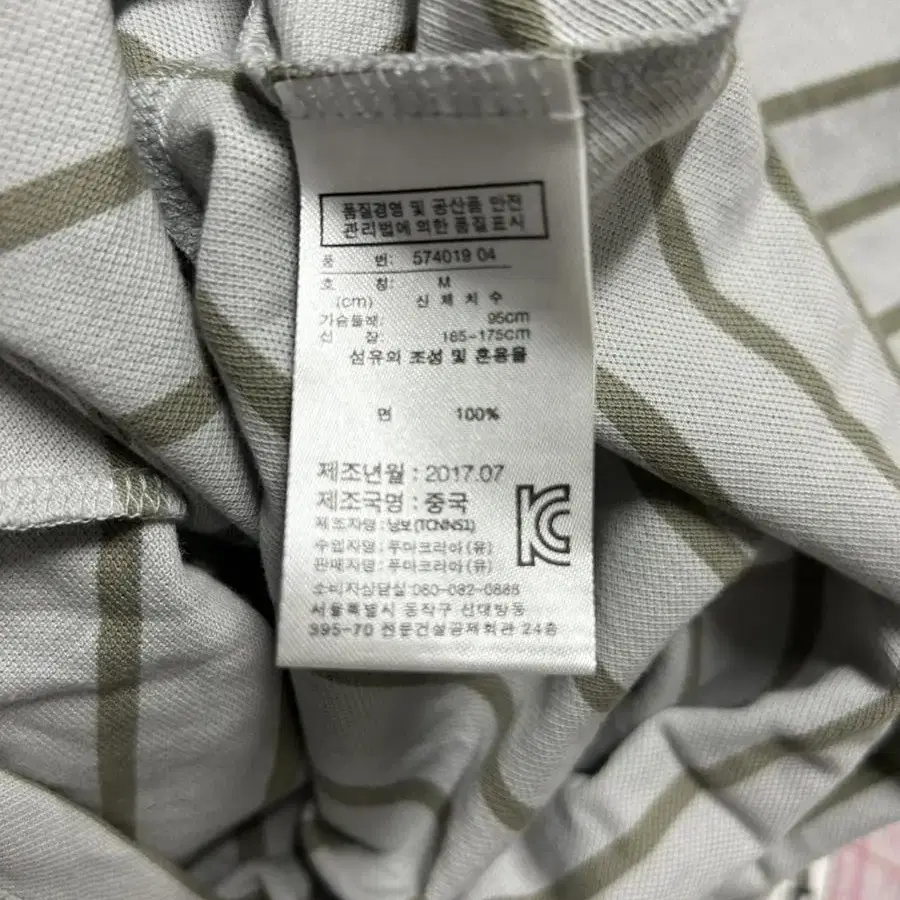 품질경영 및 공산품 안전
관리법에 의한 품질표시
품 번: 574019 04
호 칭: M
(cm) 신 체 치 수
가슴둘레: 95cm
신 장: 165-175cm
섬유의 조성 및 혼용율
면 100%
제조년월 : 2017.07
제조국명 : 중국
제조자명 : 닝보(TCNNS1)
수입자명 : 푸마코리아(유)
판매자명 : 푸마코리아(유)
소비자상담실:080-082-0888
서울특별시 동작구 신대방동
395-70 전문건설공제회관 24층